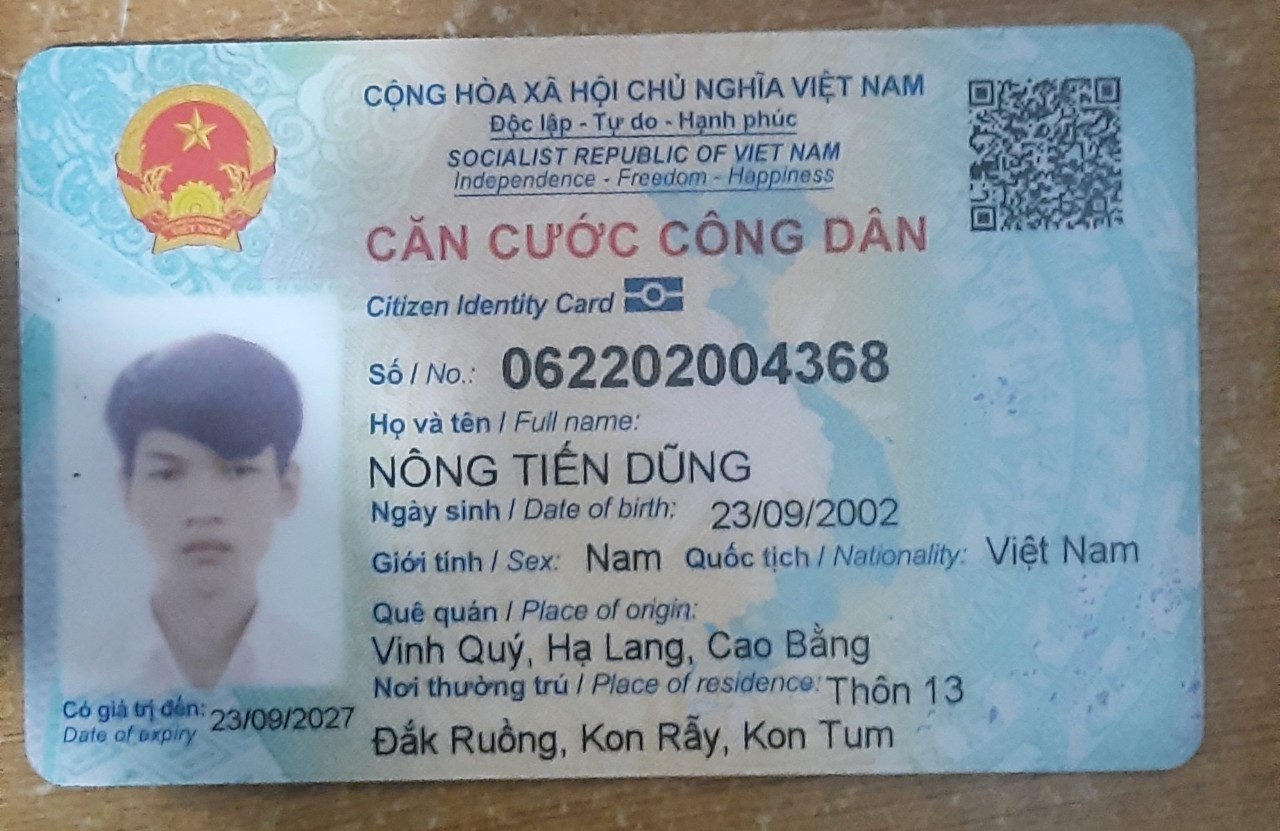 CỘNG HÒA XÃ HỘI CHỦ NGHĨA VIỆT NAM
Độc lập - Tự do - Hạnh phúc
SOCIALIST REPUBLIC OF VIET NAM
Independence - Freedom - Happiness
CĂN CƯỚC CÔNG DÂN
Citizen Identity Card
Số / No.: 062202004368
Họ và tên / Full name:
NÔNG TIẾN DŨNG
Ngày sinh / Date of birth: 23/09/2002
Giới tính / Sex: Nam Quốc tịch / Nationality: Việt Nam
Quê quán / Place of origin:
Vinh Quý, Hạ Lang, Cao Bằng
Nơi thường trú / Place of residence: Thôn 13
Đắk Ruồng, Kon Rẫy, Kon Tum
Có giá trị đến: 23/09/2027
Date of expiry
VIỆT NAM